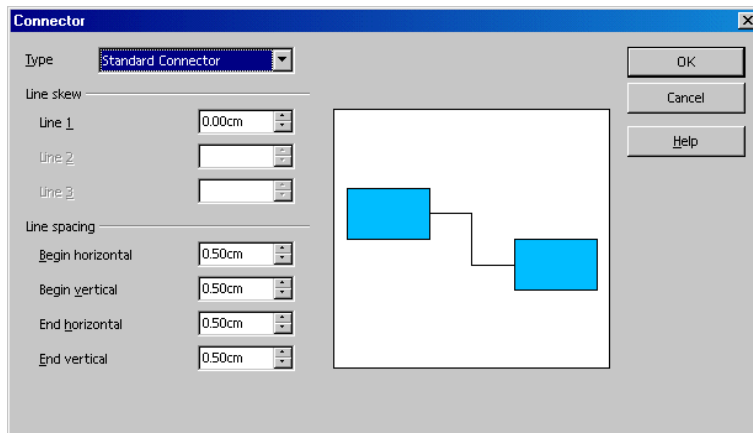 Connector
Type Standard Connector
OK
Cancel
Help
Line skew
Line 1 0.00cm
Line 2
Line 3
Line spacing
Begin horizontal 0.50cm
Begin vertical 0.50cm
End horizontal 0.50cm
End vertical 0.50cm